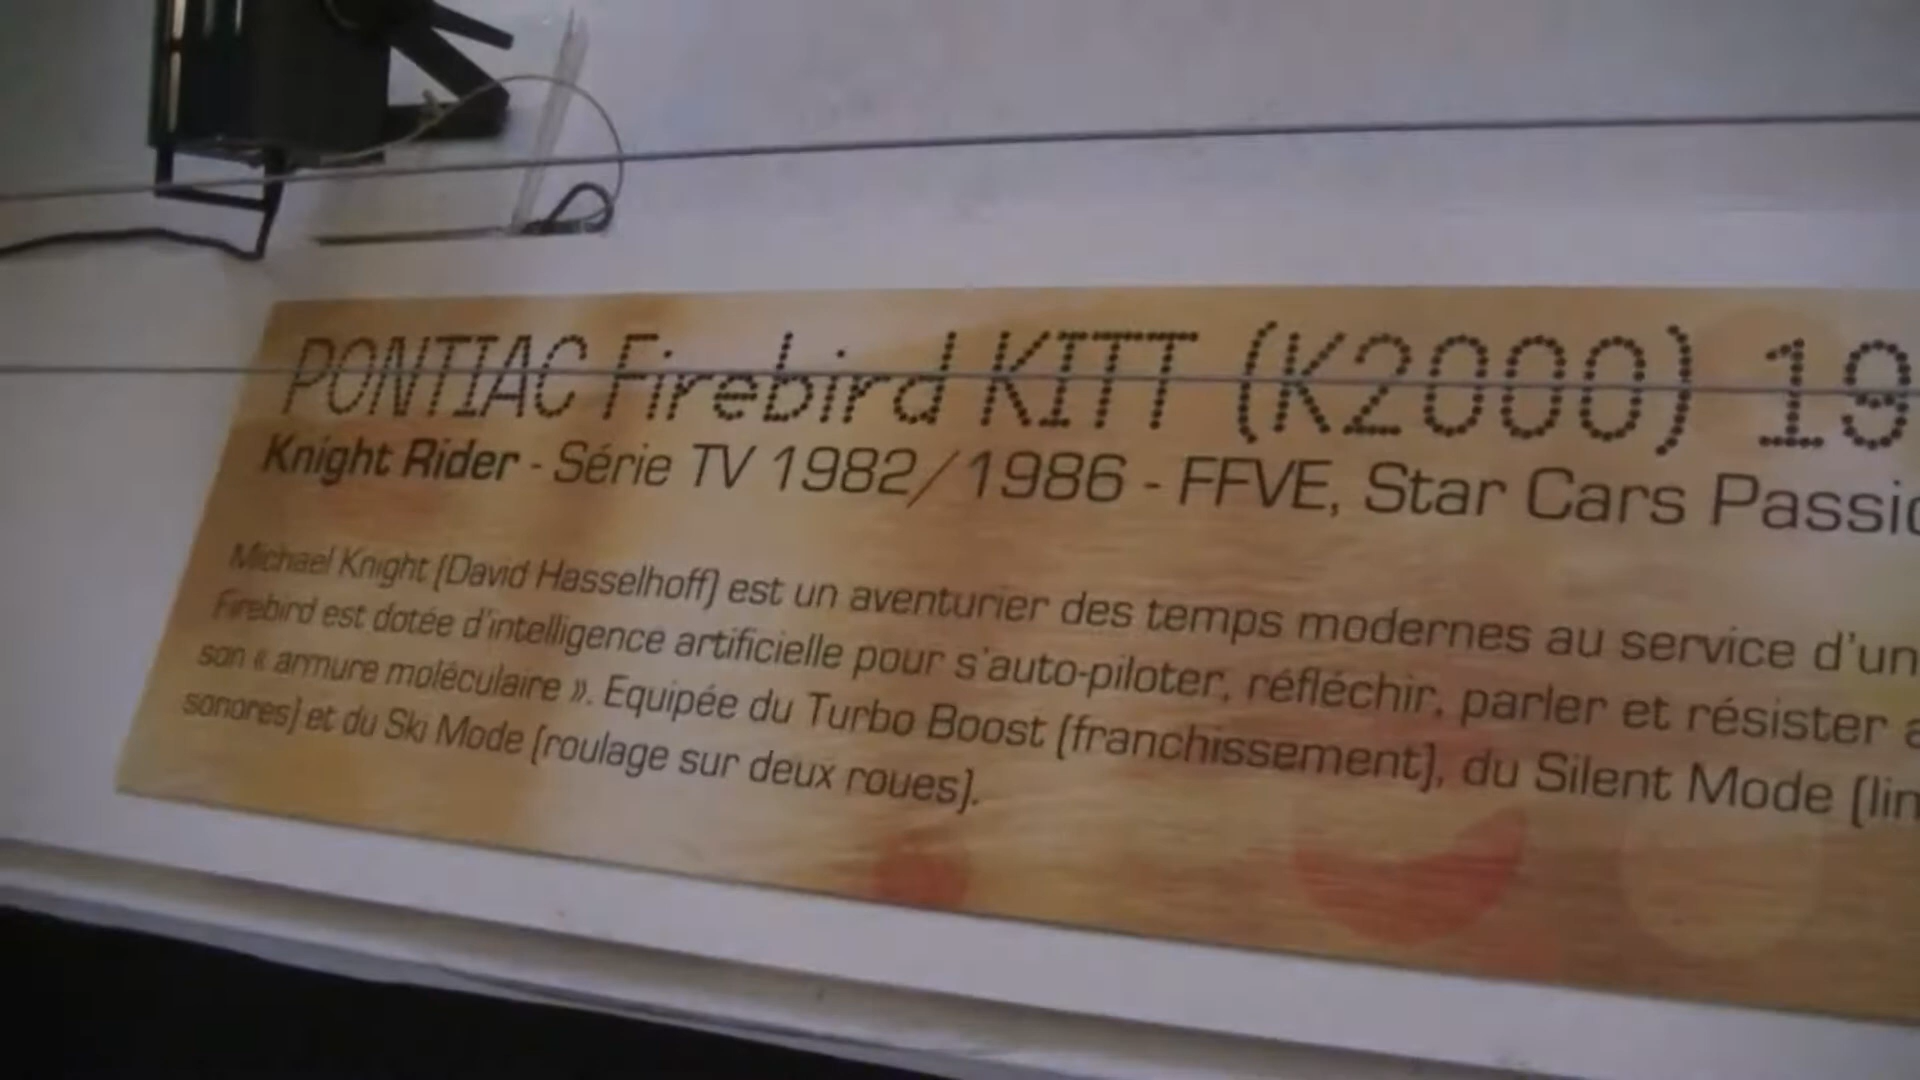 PONTIAC Firebird KITT (K2000) 19
Knight Rider - Série TV 1982/1986 - FFVE, Star Cars Passio
Michael Knight (David Hasselhoff) est un aventurier des temps modernes au service d'un
Firebird est dotée d'intelligence artificielle pour s'auto-piloter, réfléchir, parler et résister a
son « armure moléculaire ». Equipée du Turbo Boost (franchissement), du Silent Mode (lim
sonores) et du Ski Mode (roulage sur deux roues).